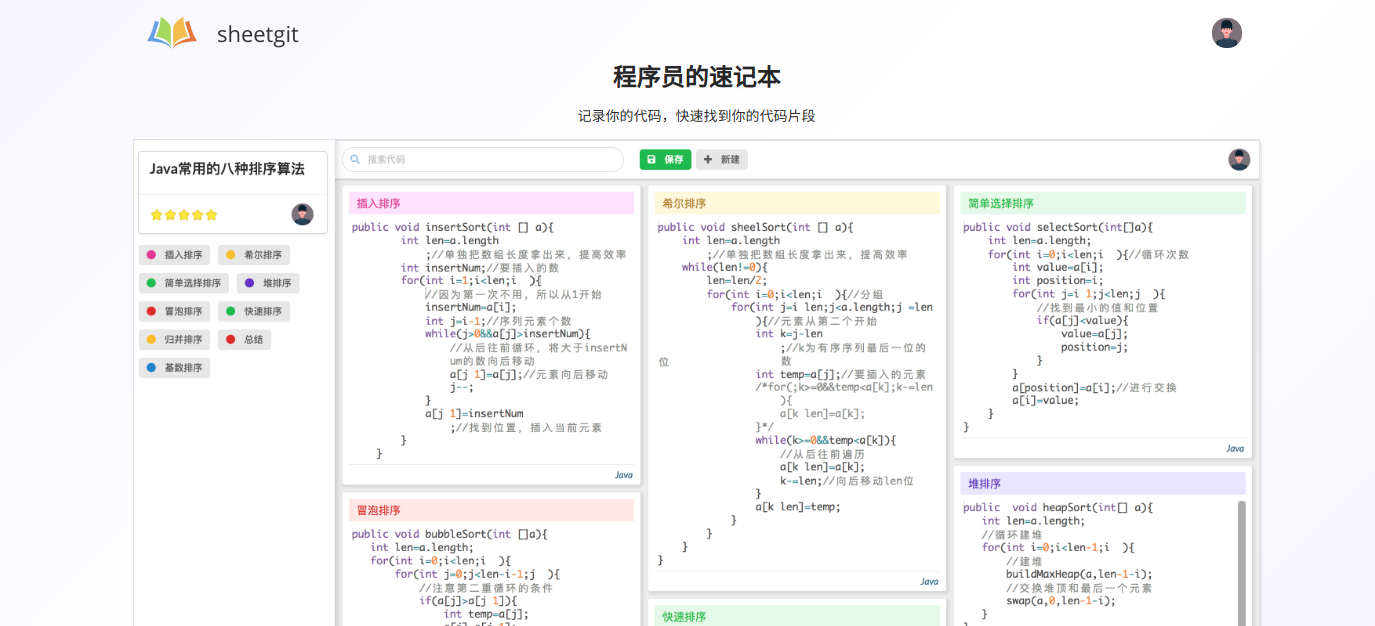 sheetgit
程序员的速记本
记录你的代码，快速找到你的代码片段
Java常用的八种排序算法
插入排序
希尔排序
简单选择排序
堆排序
冒泡排序
快速排序
归并排序
总结
基数排序
搜索代码
保存
新建
插入排序
public void insertSort(int [] a){
int len=a.length
;//单独把数组长度拿出来，提高效率
int insertNum;//要插入的数
for(int i=1;i<len;i  ){
//因为第一次不用，所以从1开始
insertNum=a[i];
int j=i-1;//序列元素个数
while(j>0&&a[j]>insertNum){
//从后往前循环，将大于insertN
um的数向后移动
a[j 1]=a[j];//元素向后移动
j--;
}
a[j 1]=insertNum
;//找到位置，插入当前元素
}
}
Java
冒泡排序
public void bubbleSort(int []a){
int len=a.length;
for(int i=0;i<len;i  ){
for(int j=0;j<len-i-1;j  ){
//注意第二重循环的条件
if(a[j]>a[j 1]){
int temp=a[j];
希尔排序
public void sheelSort(int [] a){
int len=a.length
;//单独把数组长度拿出来，提高效率
while(len!=0){
len=len/2;
for(int i=0;i<len;i  ){//分组
for(int j=i len;j<a.length;j =len
){//元素从第二个开始
int k=j-len
;//k为有序序列最后一位的
位 数
int temp=a[j];//要插入的元素
/*for(;k>=0&&temp<a[k];k-=len
){
a[k len]=a[k];
}*/
while(k>=0&&temp<a[k]){
//从后往前遍历
a[k len]=a[k];
k-=len;//向后移动len位
}
a[k len]=temp;
}
}
}
}
Java
快速排序
简单选择排序
public void selectSort(int[]a){
int len=a.length;
for(int i=0;i<len;i  ){//循环次数
int value=a[i];
int position=i;
for(int j=i 1;j<len;j  ){
//找到最小的值和位置
if(a[j]<value){
value=a[j];
position=j;
}
}
a[position]=a[i];//进行交换
a[i]=value;
}
}
Java
堆排序
public  void heapSort(int[] a){
int len=a.length;
//循环建堆
for(int i=0;i<len-1;i  ){
//建堆
buildMaxHeap(a,len-1-i);
//交换堆顶和最后一个元素
swap(a,0,len-1-i);
}